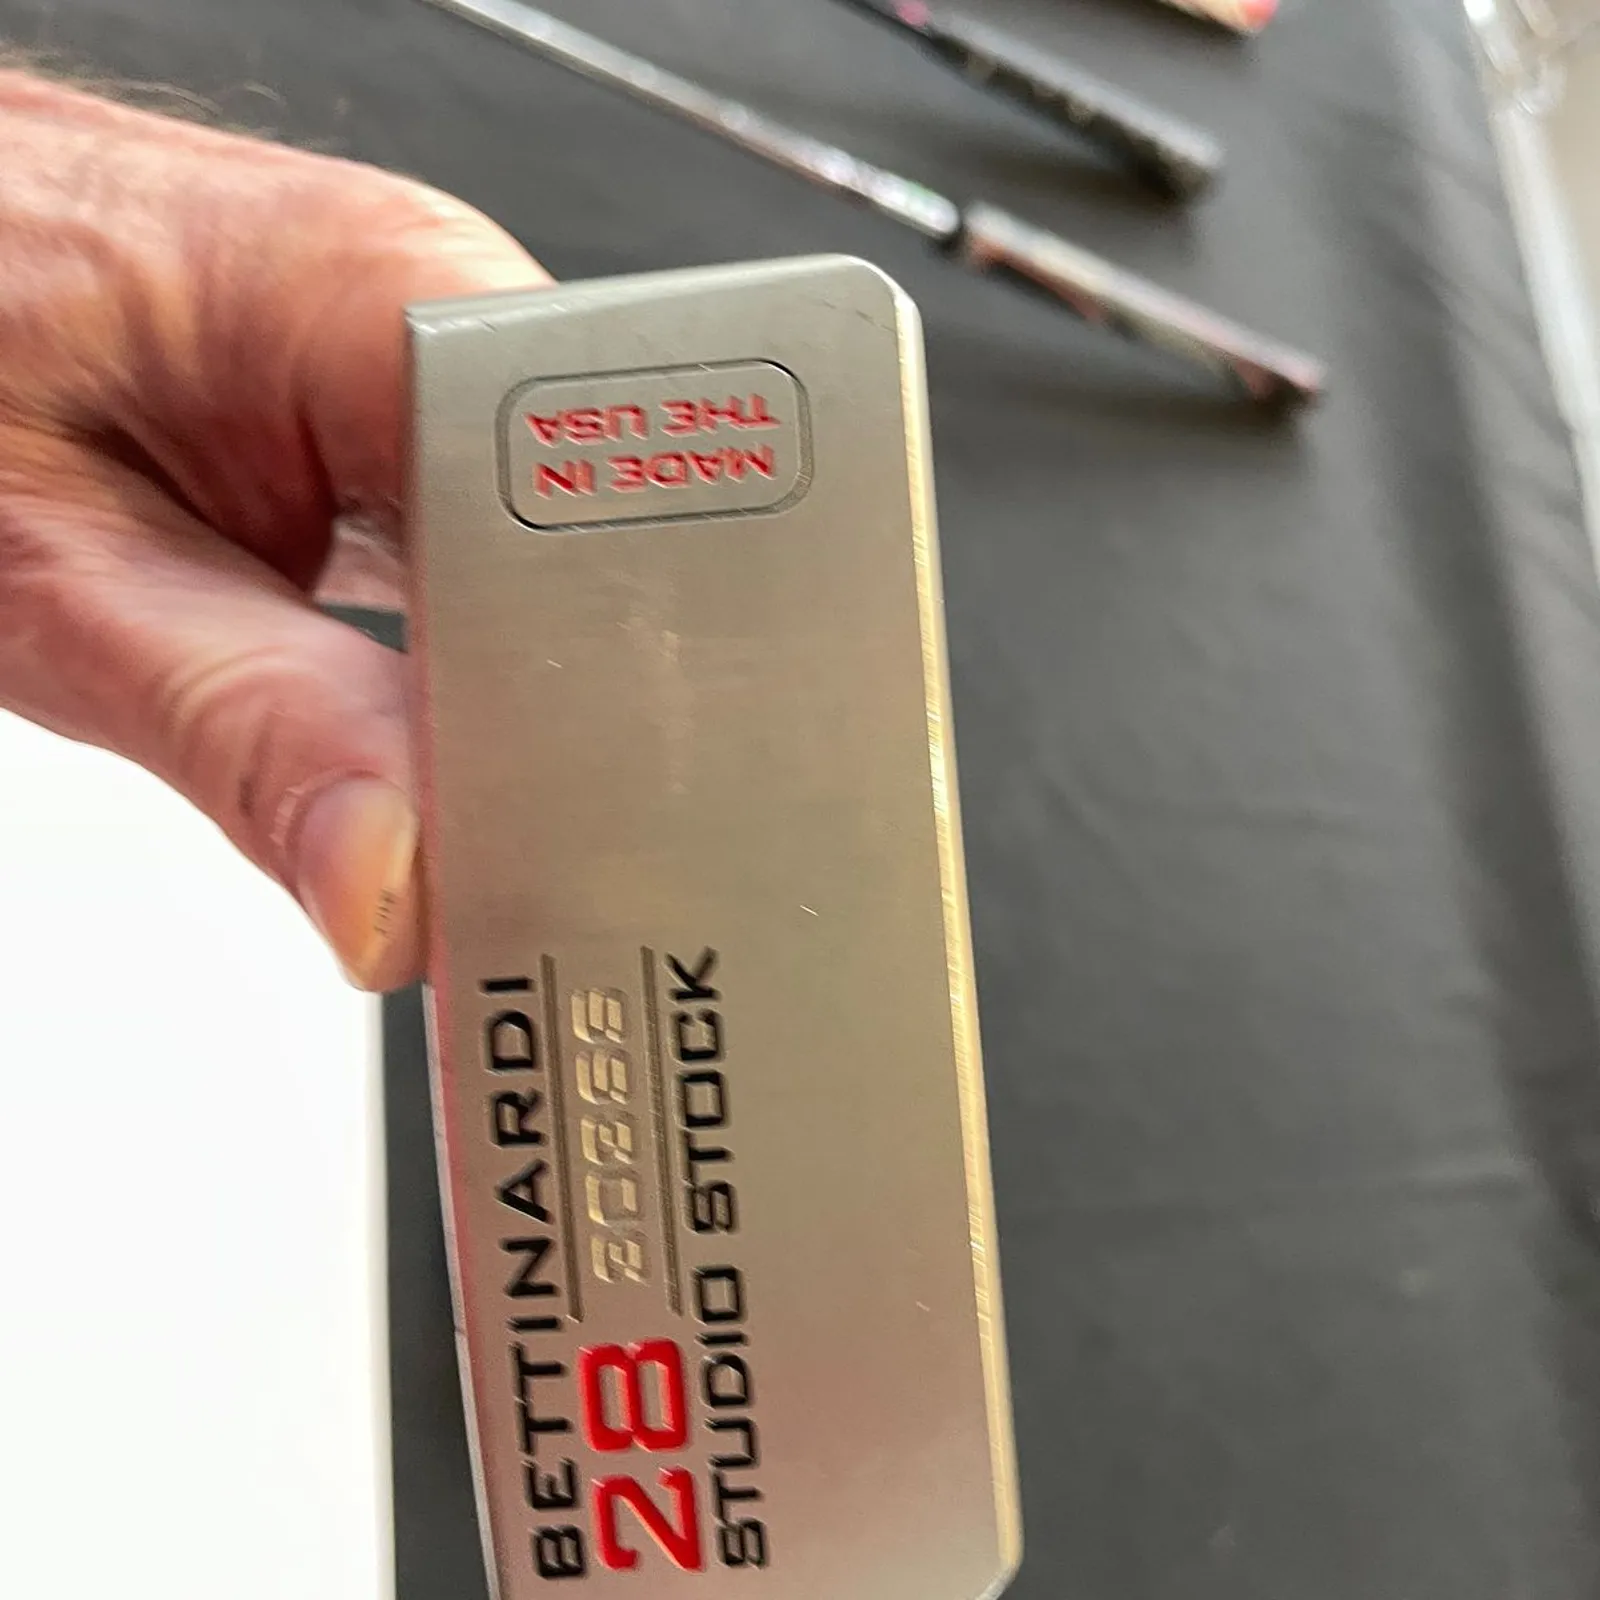 BETTINARDI
28
STUDIO STOCK
MADE IN
THE USA